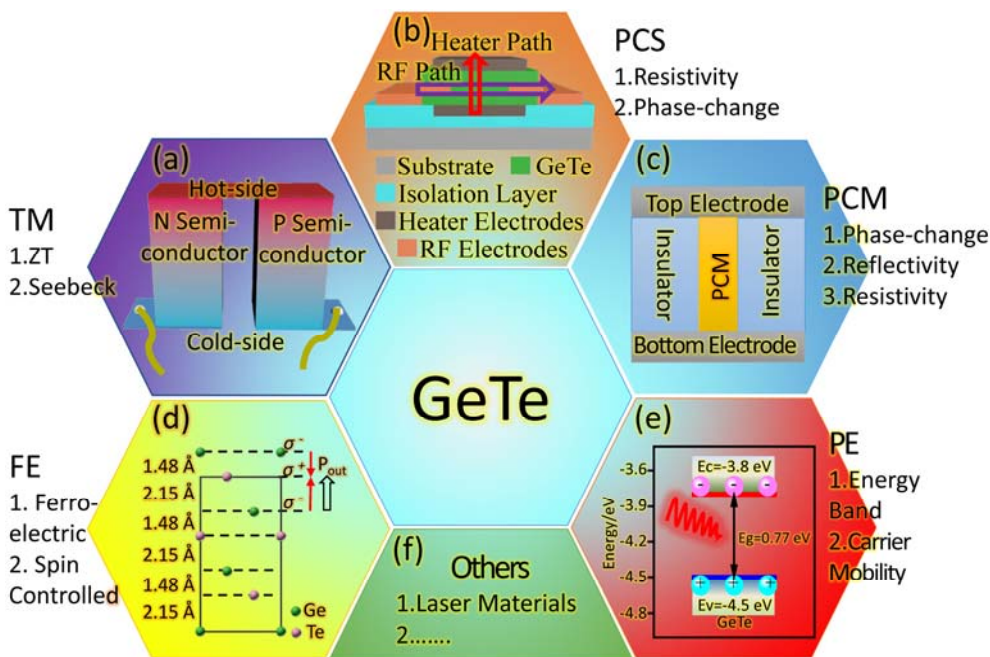 (b)
Heater Path
RF Path
Substrate
GeTe
Isolation Layer
Heater Electrodes
RF Electrodes
PCS
1.Resistivity
2.Phase-change
TM
1.ZT
2.Seebeck
(a)
Hot-side
N Semi-
conductor
P Semi-
conductor
Cold-side
(c)
Top Electrode
Insulator
PCM
Insulator
Bottom Electrode
PCM
1.Phase-change
2.Reflectivity
3.Resistivity
GeTe
FE
1. Ferro-
electric
2. Spin
Controlled
(d)
1.48 Å
2.15 Å
1.48 Å
2.15 Å
1.48 Å
2.15 Å
σ⁻
σ⁺
σ⁻
Pout
Ge
Te
(f)
Others
1.Laser Materials
2.......
(e)
Energy/eV
-3.6
-3.9
-4.2
-4.5
-4.8
Ec=-3.8 eV
- - -
Eg=0.77 eV
+ + +
Ev=-4.5 eV
GeTe
PE
1.Energy
Band
2.Carrier
Mobility